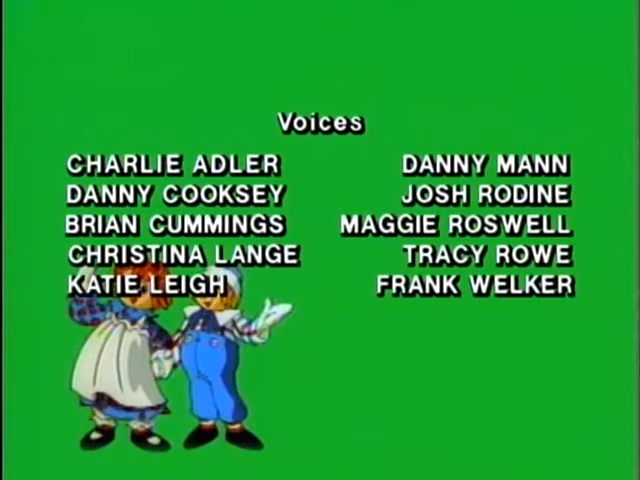 Voices
CHARLIE ADLER DANNY MANN
DANNY COOKSEY JOSH RODINE
BRIAN CUMMINGS MAGGIE ROSWELL
CHRISTINA LANGE TRACY ROWE
KATIE LEIGH FRANK WELKER